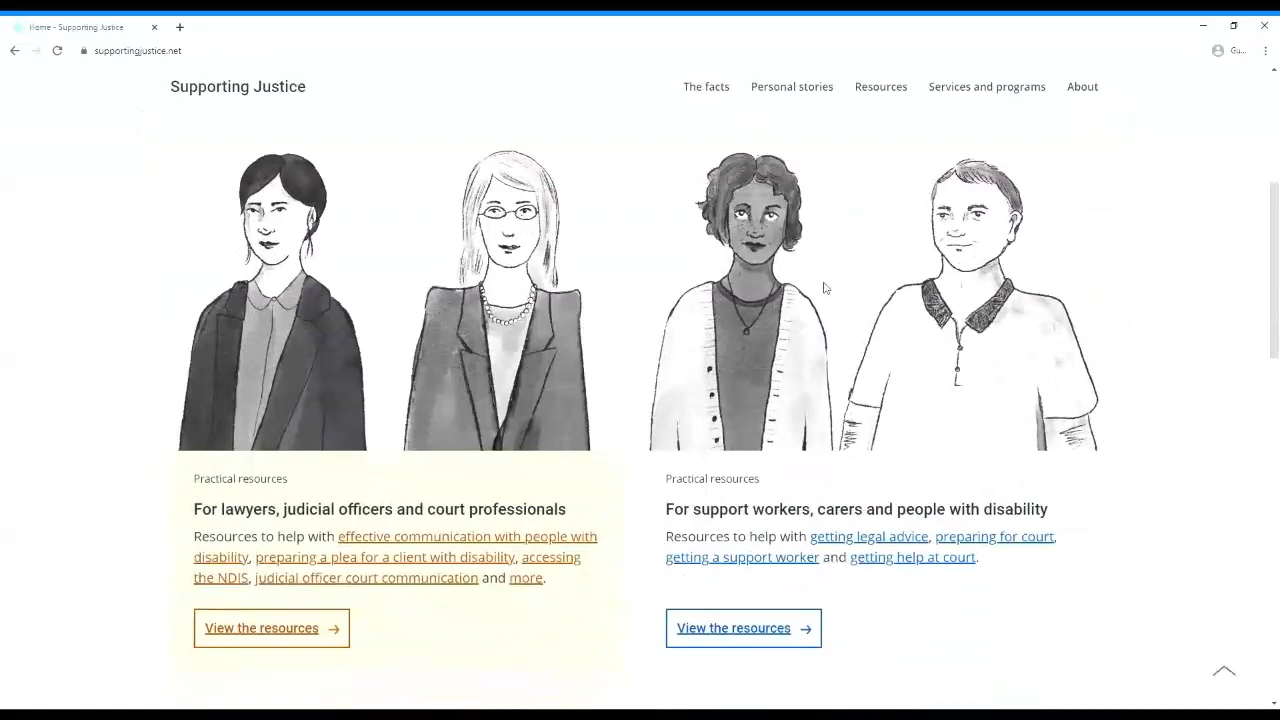 Home - Supporting Justice
supportingjustice.net
Gu...
Supporting Justice
The facts
Personal stories
Resources
Services and programs
About
Practical resources
For lawyers, judicial officers and court professionals
Resources to help with effective communication with people with
disability, preparing a plea for a client with disability, accessing
the NDIS, judicial officer court communication and more.
View the resources →
Practical resources
For support workers, carers and people with disability
Resources to help with getting legal advice, preparing for court,
getting a support worker and getting help at court.
View the resources →